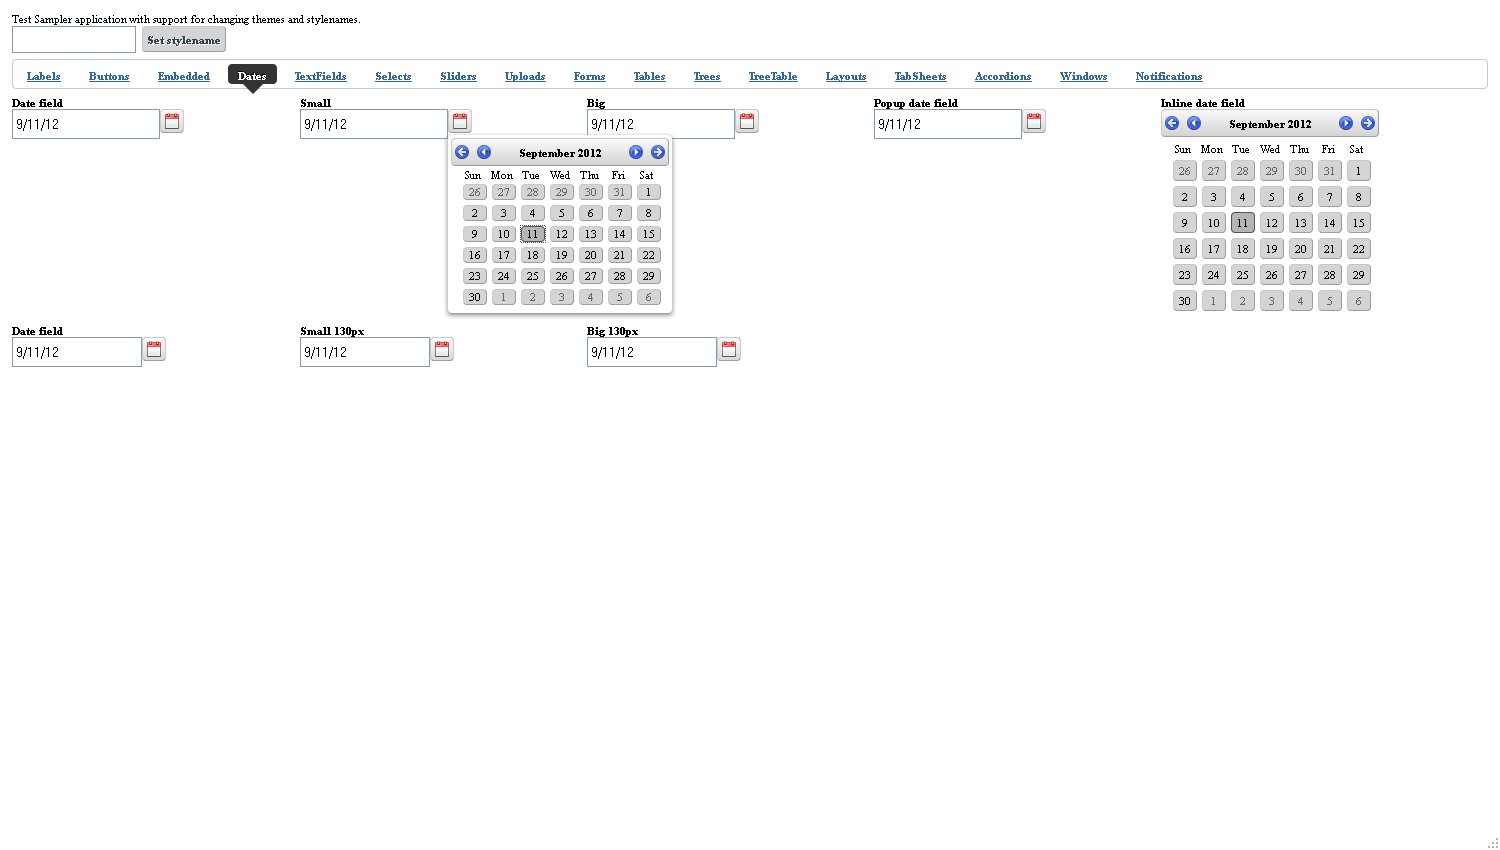 Test Sampler application with support for changing themes and stylenames.
Set stylename
Labels Buttons Embedded Dates TextFields Selects Sliders Uploads Forms Tables Trees TreeTable Layouts TabSheets Accordions Windows Notifications
Date field Small Big Popup date field Inline date field
9/11/12 9/11/12 9/11/12 9/11/12 September 2012
September 2012
Sun Mon Tue Wed Thu Fri Sat
26 27 28 29 30 31 1
2 3 4 5 6 7 8
9 10 11 12 13 14 15
16 17 18 19 20 21 22
23 24 25 26 27 28 29
30 1 2 3 4 5 6
Sun Mon Tue Wed Thu Fri Sat
26 27 28 29 30 31 1
2 3 4 5 6 7 8
9 10 11 12 13 14 15
16 17 18 19 20 21 22
23 24 25 26 27 28 29
30 1 2 3 4 5 6
Date field Small 130px Big 130px
9/11/12 9/11/12 9/11/12